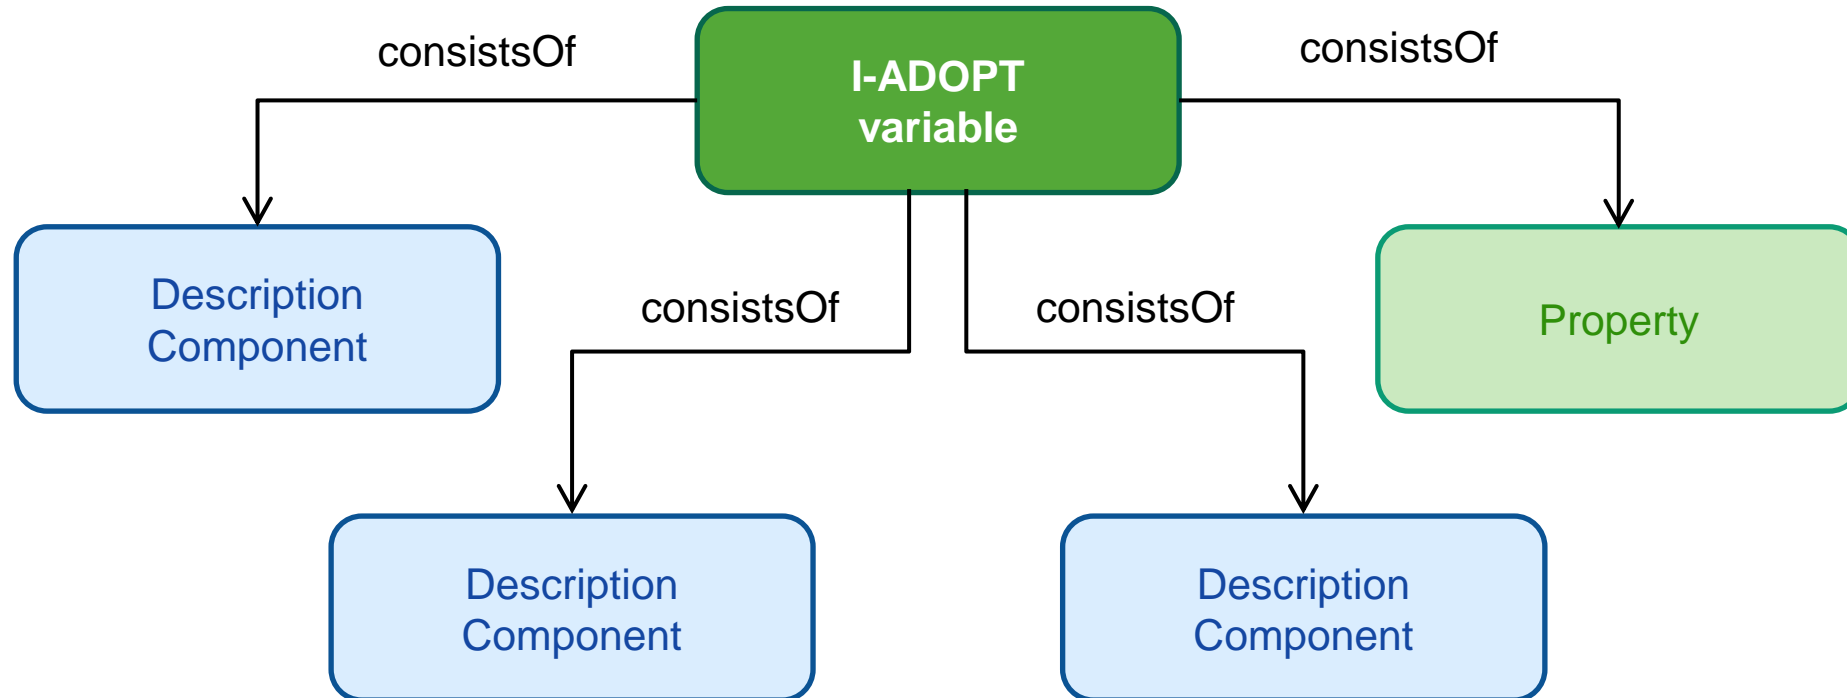 consistsOf
I-ADOPT
variable
consistsOf
Description
Component
consistsOf
consistsOf
Property
Description
Component
Description
Component